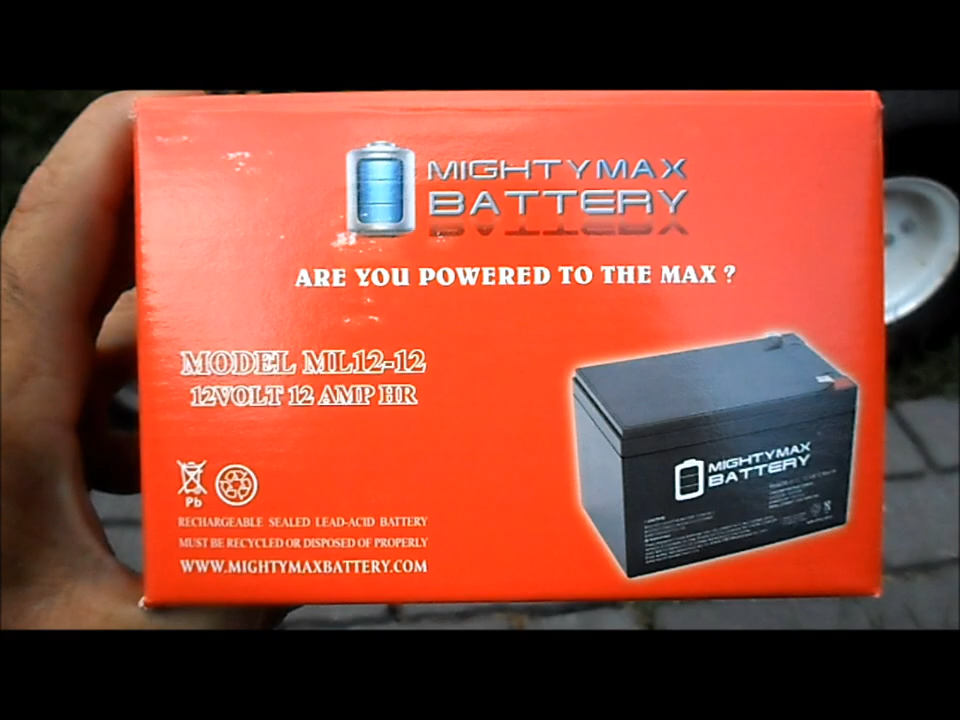 MIGHTYMAX
BATTERY
ARE YOU POWERED TO THE MAX ?
MODEL ML12-12
12VOLT 12 AMP HR
Pb
RECHARGEABLE SEALED LEAD-ACID BATTERY
MUST BE RECYCLED OR DISPOSED OF PROPERLY
WWW.MIGHTYMAXBATTERY.COM
MIGHTYMAX
BATTERY